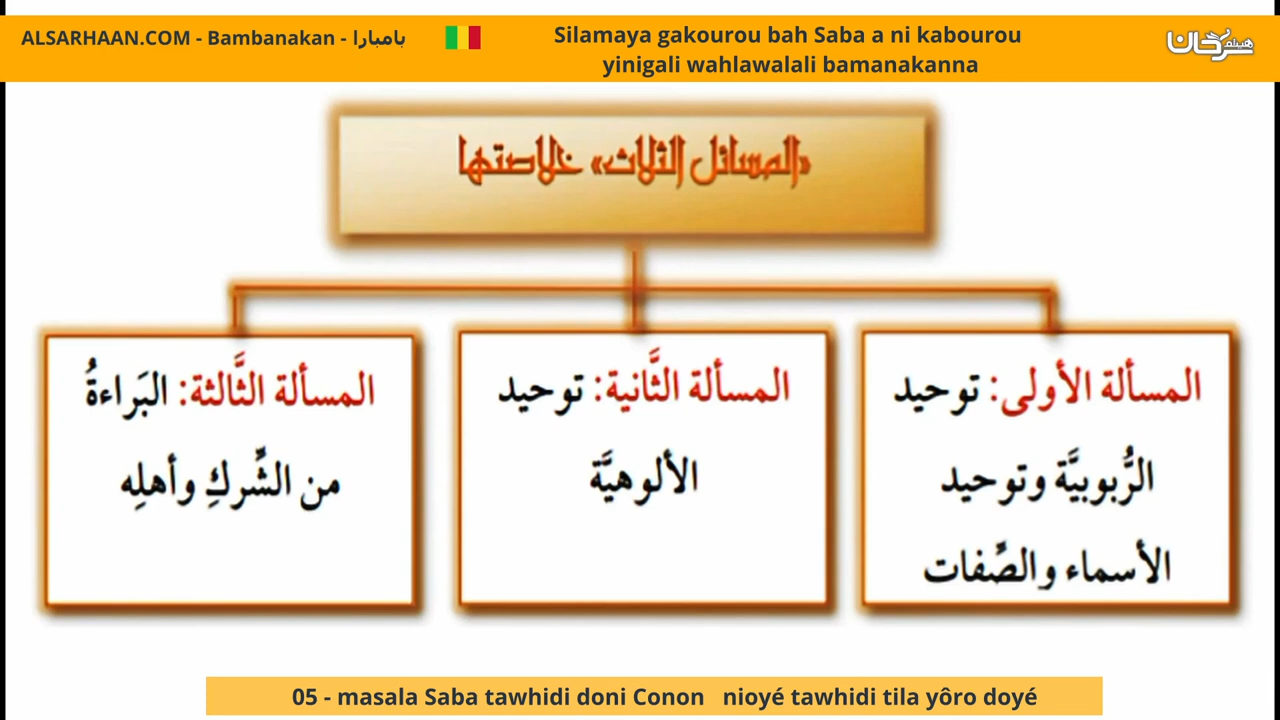 ALSARHAAN.COM - Bambanakan - بامبارا
Silamaya gakourou bah Saba a ni kabourou
yinigali wahlawalali bamanakanna
هيثم سرحان
«المسائل الثلاث» خلاصتها
المسألة الأولى: توحيد
الرُّبوبيَّة وتوحيد
الأسماء والصِّفات
المسألة الثَّانية: توحيد
الألوهيَّة
المسألة الثَّالثة: البَراءةُ
من الشِّركِ وأهلِه
05 - masala Saba tawhidi doni Conon nioyé tawhidi tila yôro doyé